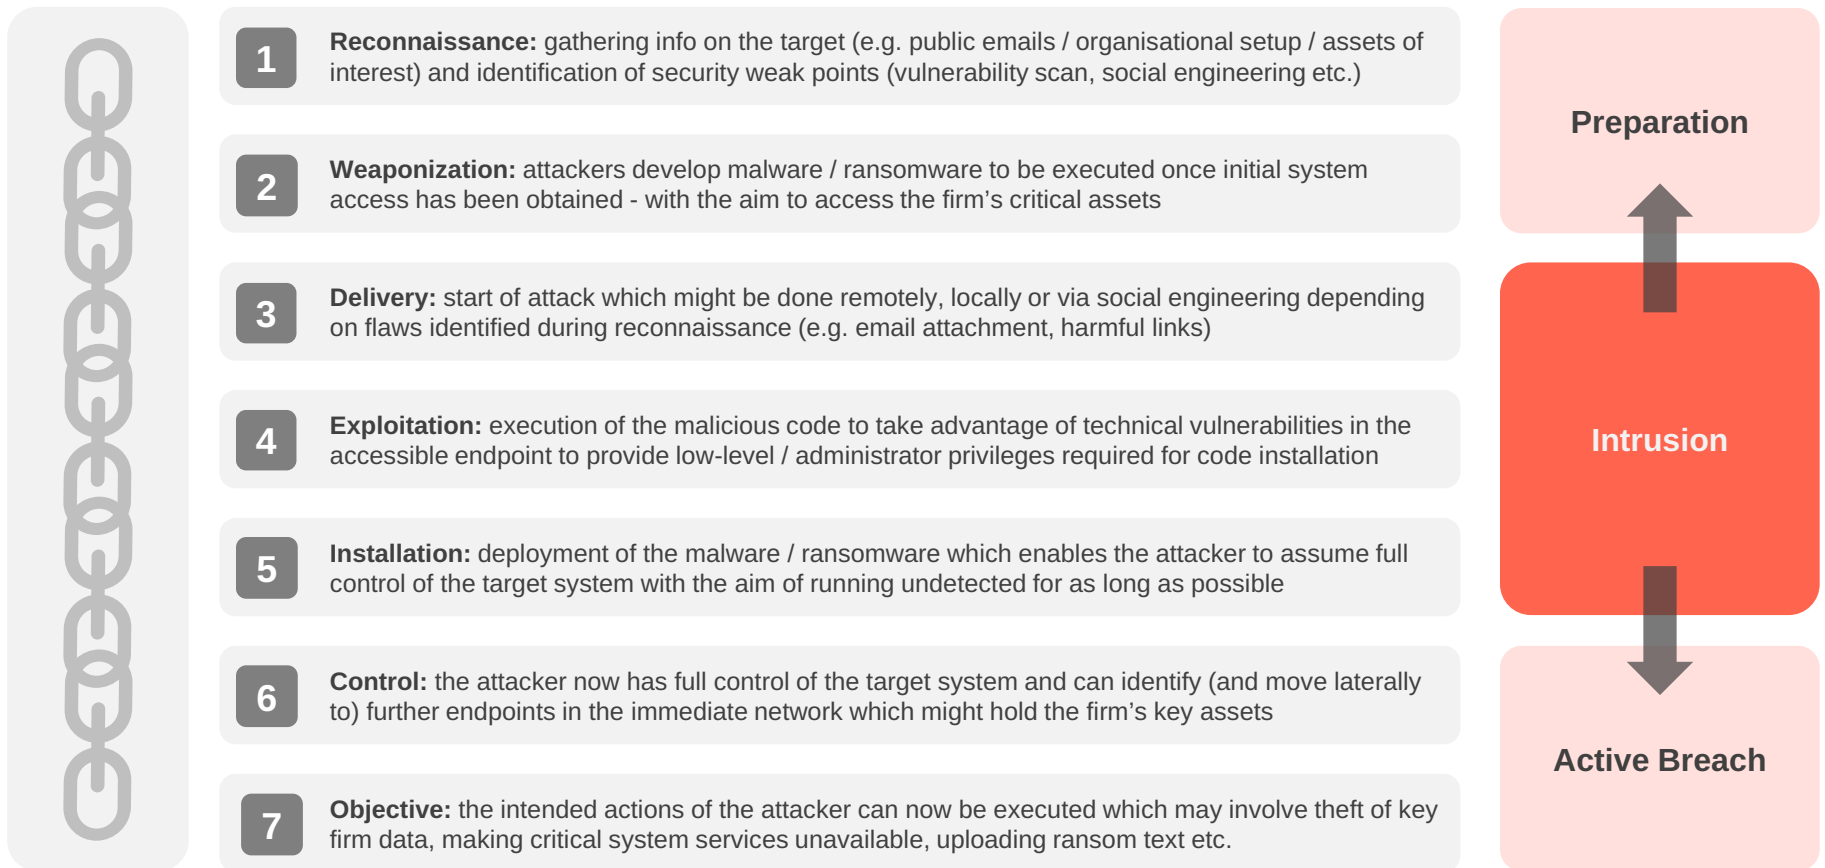 1
Reconnaissance: gathering info on the target (e.g. public emails / organisational setup / assets of
interest) and identification of security weak points (vulnerability scan, social engineering etc.)
Preparation
2
Weaponization: attackers develop malware / ransomware to be executed once initial system
access has been obtained - with the aim to access the firm’s critical assets
3
Delivery: start of attack which might be done remotely, locally or via social engineering depending
on flaws identified during reconnaissance (e.g. email attachment, harmful links)
4
Exploitation: execution of the malicious code to take advantage of technical vulnerabilities in the
accessible endpoint to provide low-level / administrator privileges required for code installation
Intrusion
5
Installation: deployment of the malware / ransomware which enables the attacker to assume full
control of the target system with the aim of running undetected for as long as possible
6
Control: the attacker now has full control of the target system and can identify (and move laterally
to) further endpoints in the immediate network which might hold the firm’s key assets
Active Breach
7
Objective: the intended actions of the attacker can now be executed which may involve theft of key
firm data, making critical system services unavailable, uploading ransom text etc.